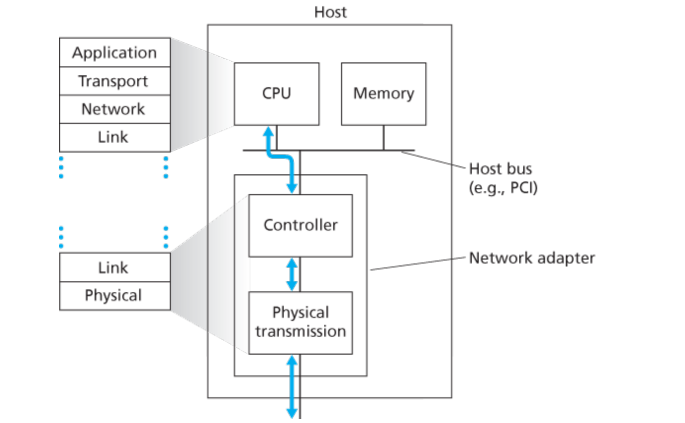 Host
Application
Transport
Network
Link
CPU
Memory
Host bus
(e.g., PCI)
Controller
Network adapter
Link
Physical
Physical
transmission